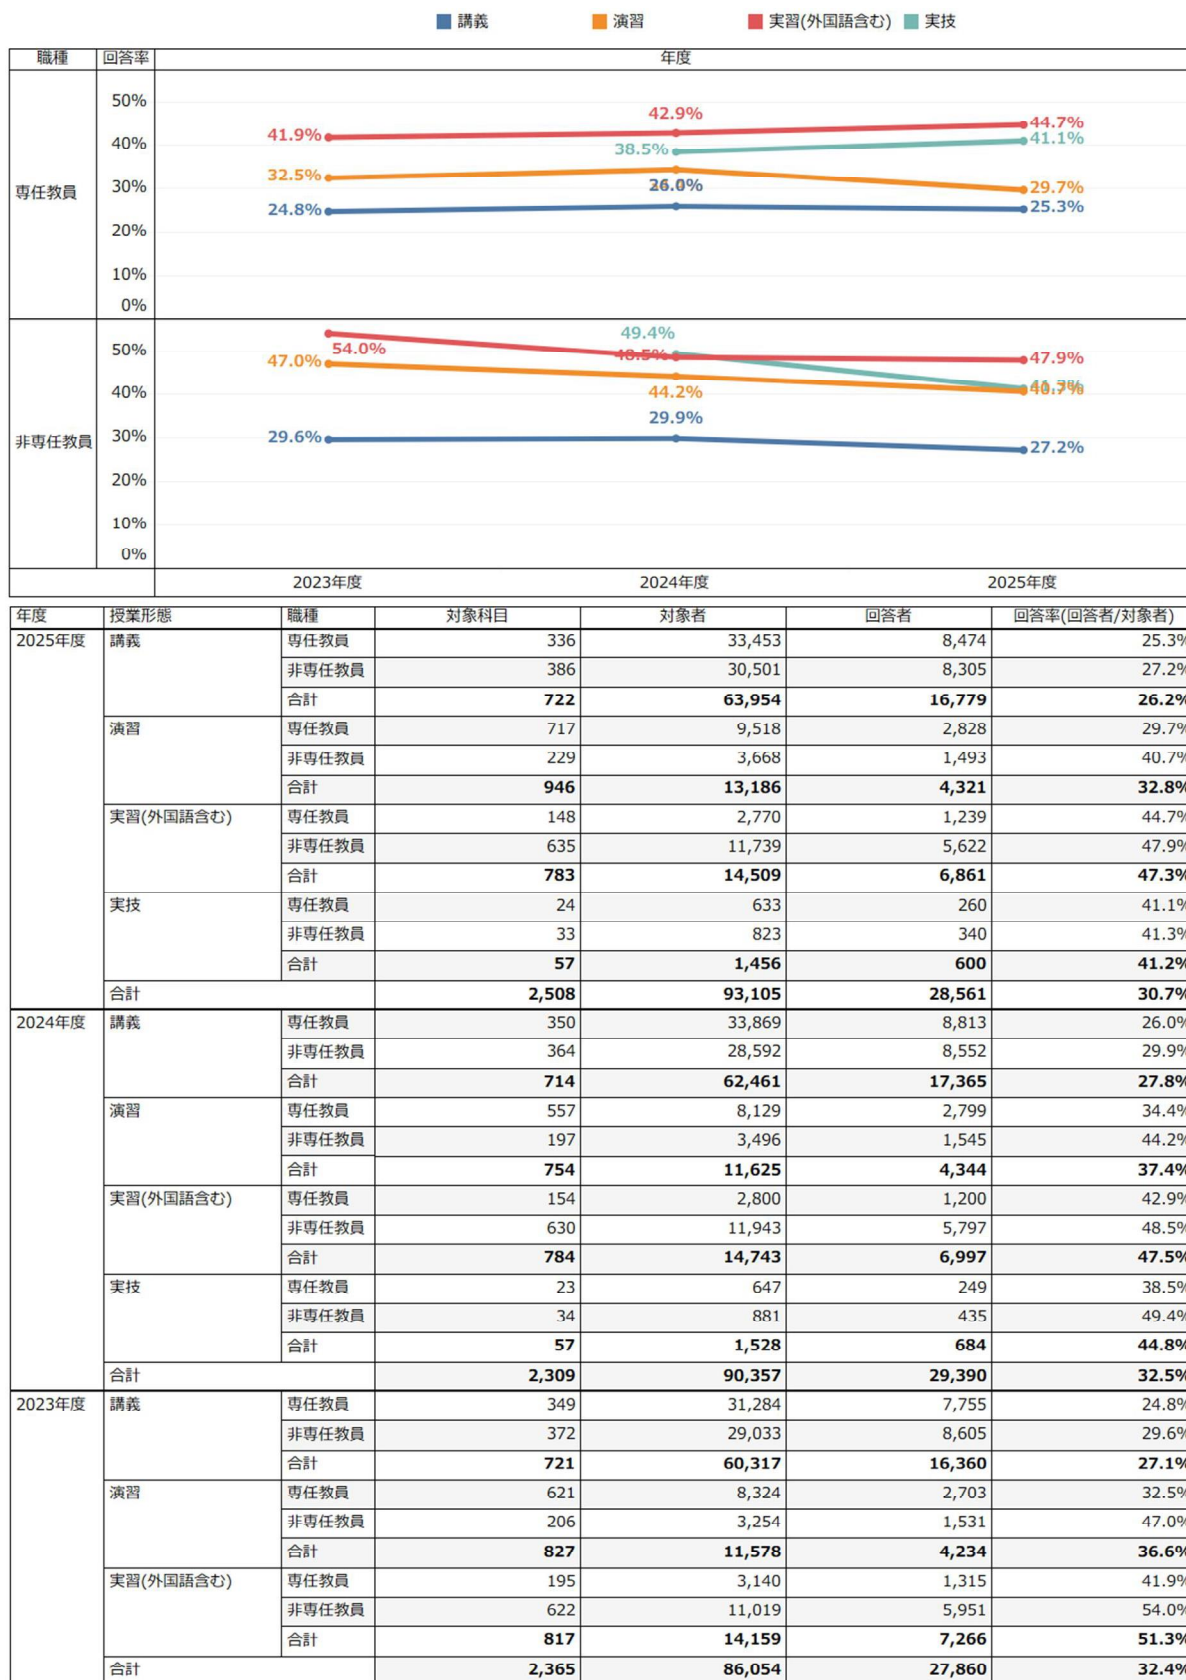 講義 演習 実習(外国語含む) 実技
職種 回答率 年度
専任教員
50%
40%
30%
20%
10%
0%
41.9% 42.9% 44.7%
38.5% 41.1%
32.5% 29.7%
24.8% 26.0% 25.3%
非専任教員
50%
40%
30%
20%
10%
0%
49.4%
54.0% 48.5% 47.9%
47.0% 44.2% 40.7%
29.6% 29.9% 27.2%
2023年度 2024年度 2025年度
年度 授業形態 職種 対象科目 対象者 回答者 回答率(回答者/対象者)
2025年度 講義 専任教員 336 33,453 8,474 25.3%
非専任教員 386 30,501 8,305 27.2%
合計 722 63,954 16,779 26.2%
演習 専任教員 717 9,518 2,828 29.7%
非専任教員 229 3,668 1,493 40.7%
合計 946 13,186 4,321 32.8%
実習(外国語含む) 専任教員 148 2,770 1,239 44.7%
非専任教員 635 11,739 5,622 47.9%
合計 783 14,509 6,861 47.3%
実技 専任教員 24 633 260 41.1%
非専任教員 33 823 340 41.3%
合計 57 1,456 600 41.2%
合計 2,508 93,105 28,561 30.7%
2024年度 講義 専任教員 350 33,869 8,813 26.0%
非専任教員 364 28,592 8,552 29.9%
合計 714 62,461 17,365 27.8%
演習 専任教員 557 8,129 2,799 34.4%
非専任教員 197 3,496 1,545 44.2%
合計 754 11,625 4,344 37.4%
実習(外国語含む) 専任教員 154 2,800 1,200 42.9%
非専任教員 630 11,943 5,797 48.5%
合計 784 14,743 6,997 47.5%
実技 専任教員 23 647 249 38.5%
非専任教員 34 881 435 49.4%
合計 57 1,528 684 44.8%
合計 2,309 90,357 29,390 32.5%
2023年度 講義 専任教員 349 31,284 7,755 24.8%
非専任教員 372 29,033 8,605 29.6%
合計 721 60,317 16,360 27.1%
演習 専任教員 621 8,324 2,703 32.5%
非専任教員 206 3,254 1,531 47.0%
合計 827 11,578 4,234 36.6%
実習(外国語含む) 専任教員 195 3,140 1,315 41.9%
非専任教員 622 11,019 5,951 54.0%
合計 817 14,159 7,266 51.3%
合計 2,365 86,054 27,860 32.4%